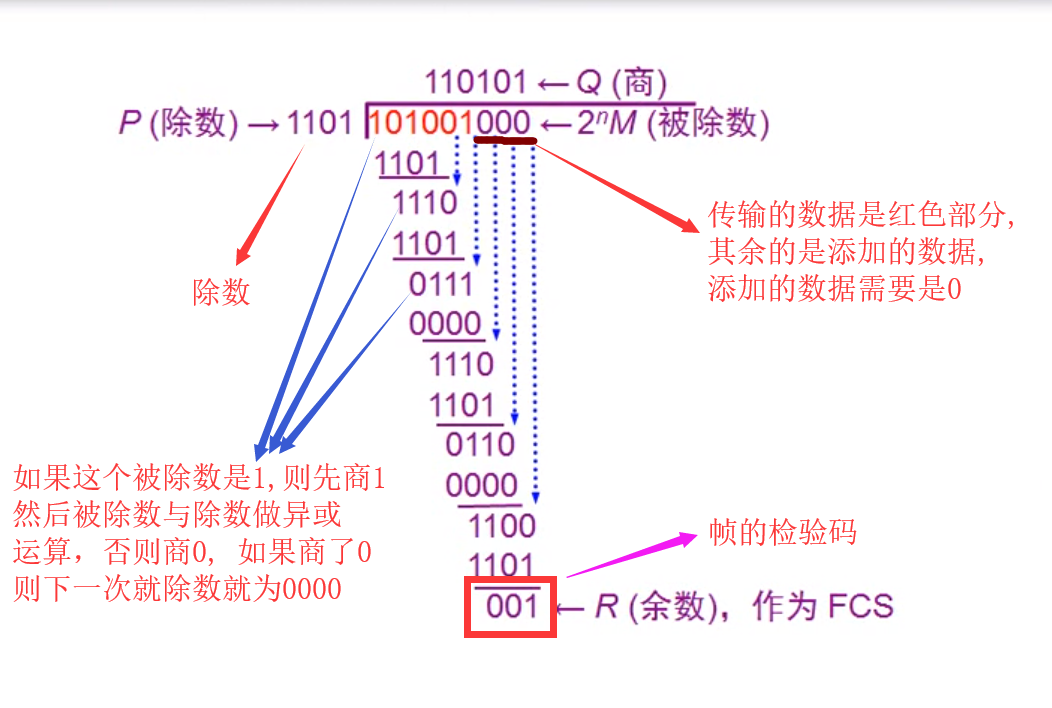 110101 ← Q (商)
P (除数) → 1101 101001000 ← 2ⁿM (被除数)
1101
1110
1101
0111
0000
1110
1101
0110
0000
1100
1101
001 ← R (余数), 作为 FCS
除数
传输的数据是红色部分,
其余的是添加的数据,
添加的数据需要是0
如果这个被除数是1,则先商1
然后被除数与除数做异或
运算，否则商0, 如果商了0
则下一次就除数就为0000
帧的检验码